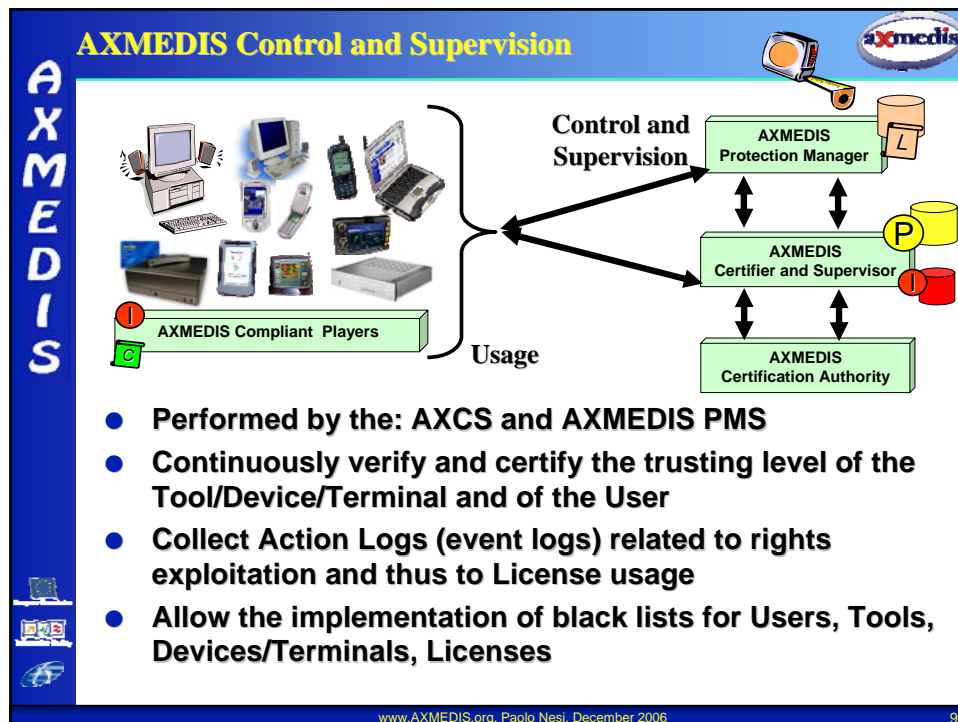 AXMEDIS Control and Supervision
axmedis
AXMEDIS
Control and
Supervision
AXMEDIS
Protection Manager
L
AXMEDIS
Certifier and Supervisor
P
I
AXMEDIS
Certification Authority
I
AXMEDIS Compliant Players
C
Usage
Performed by the: AXCS and AXMEDIS PMS
Continuously verify and certify the trusting level of the
Tool/Device/Terminal and of the User
Collect Action Logs (event logs) related to rights
exploitation and thus to License usage
Allow the implementation of black lists for Users, Tools,
Devices/Terminals, Licenses
www.AXMEDIS.org, Paolo Nesi, December 2006
9